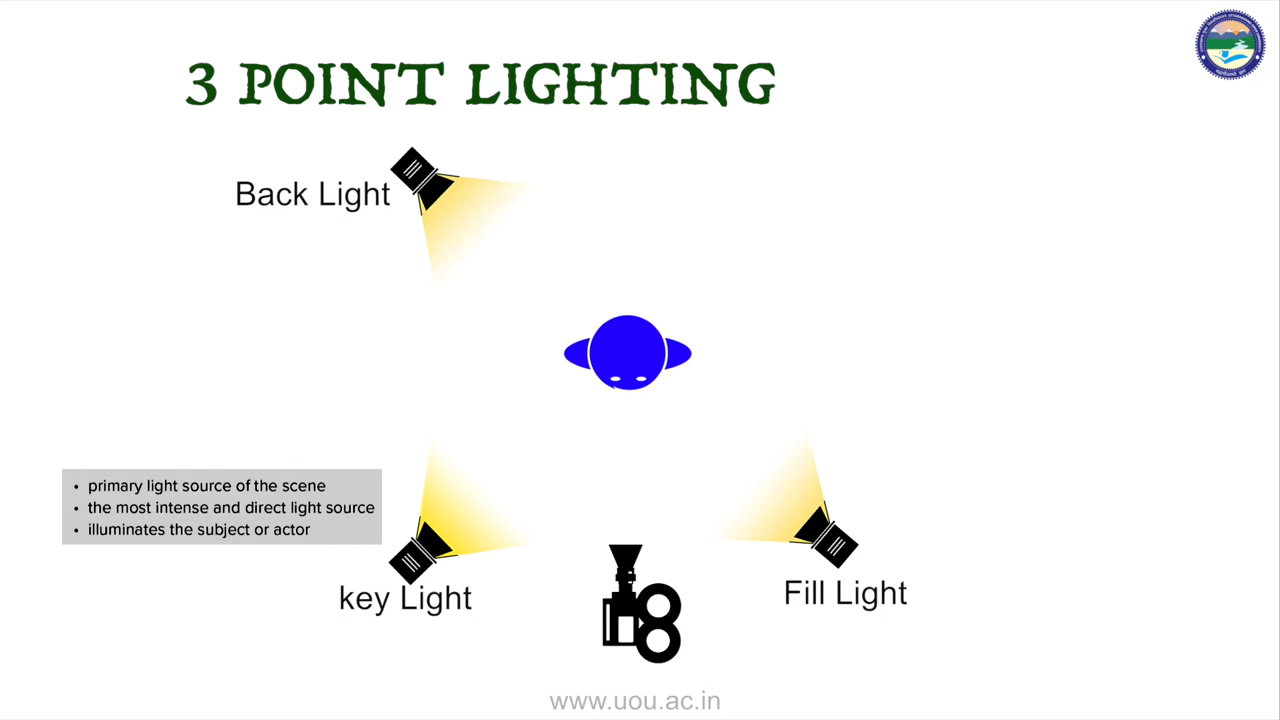 3 POINT LIGHTING
Back Light
• primary light source of the scene
• the most intense and direct light source
• illuminates the subject or actor
key Light
Fill Light
www.uou.ac.in